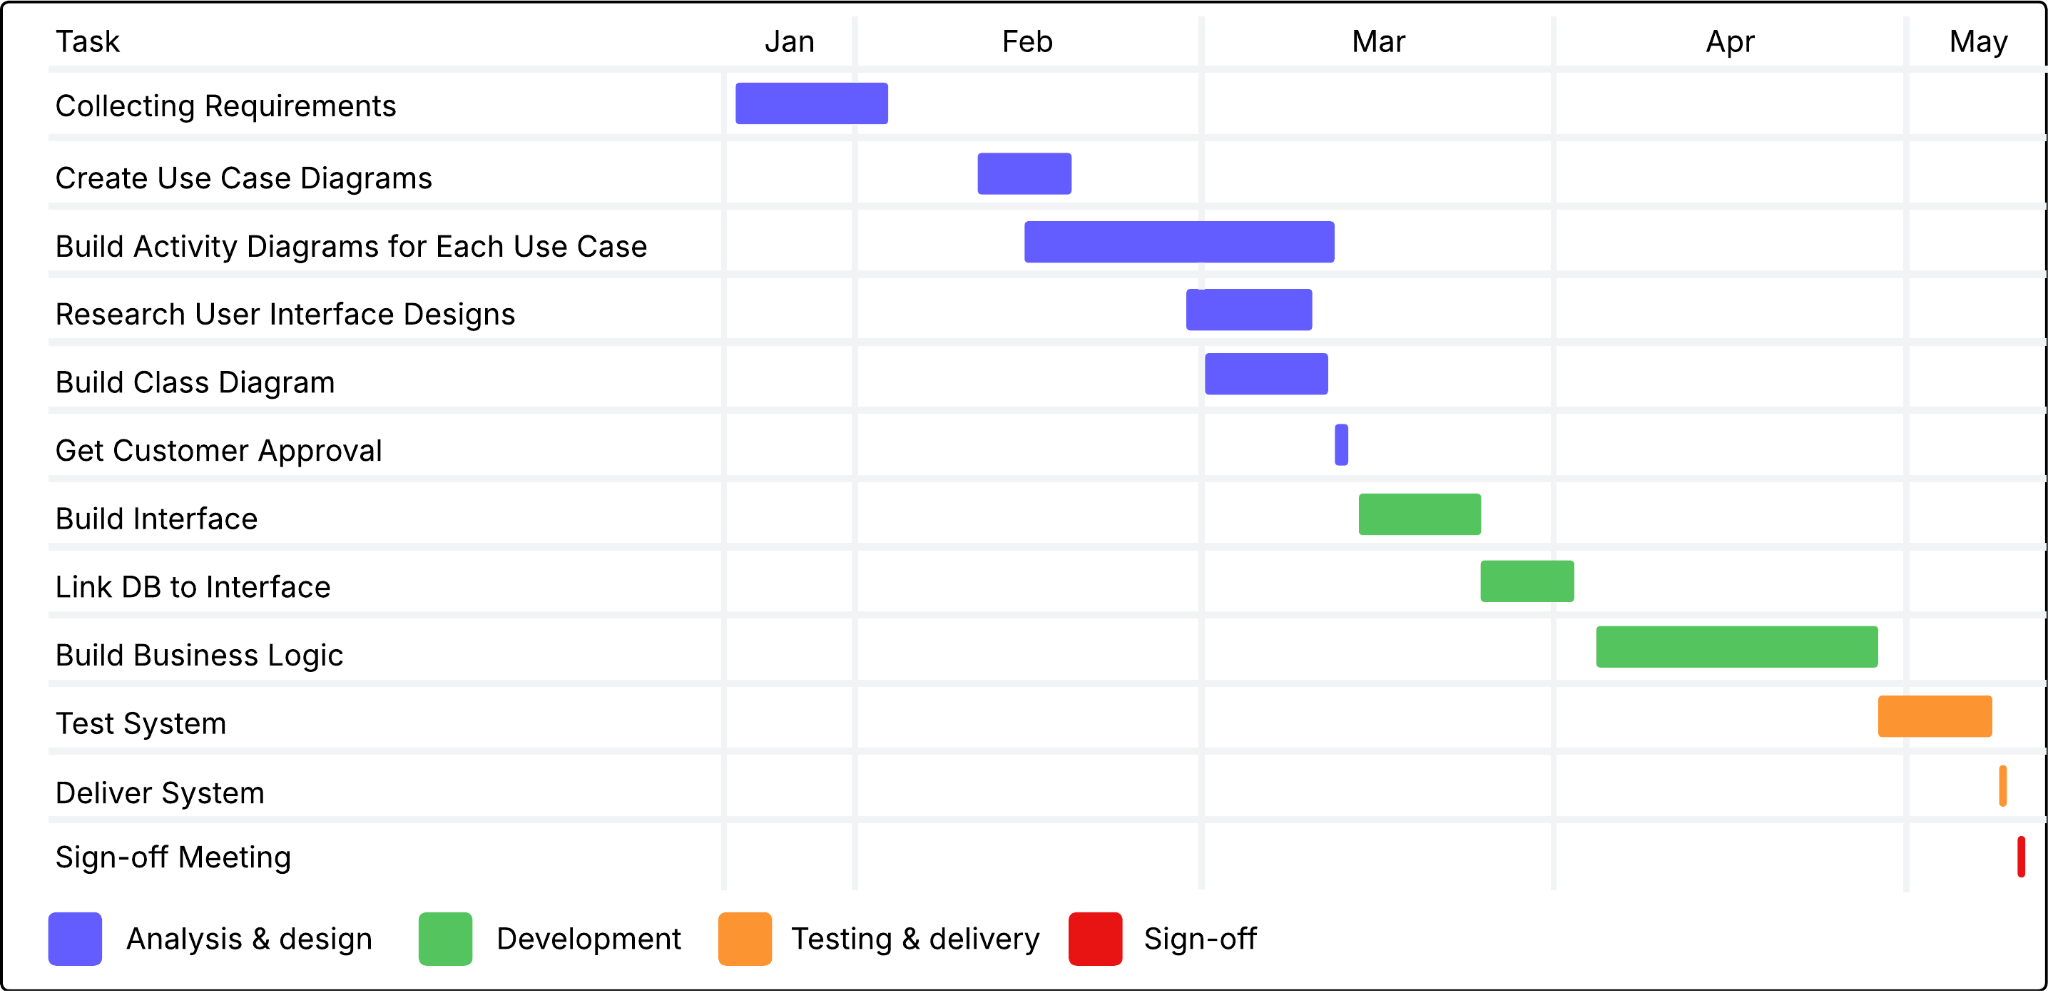 Task Jan Feb Mar Apr May
Collecting Requirements
Create Use Case Diagrams
Build Activity Diagrams for Each Use Case
Research User Interface Designs
Build Class Diagram
Get Customer Approval
Build Interface
Link DB to Interface
Build Business Logic
Test System
Deliver System
Sign-off Meeting
Analysis & design Development Testing & delivery Sign-off